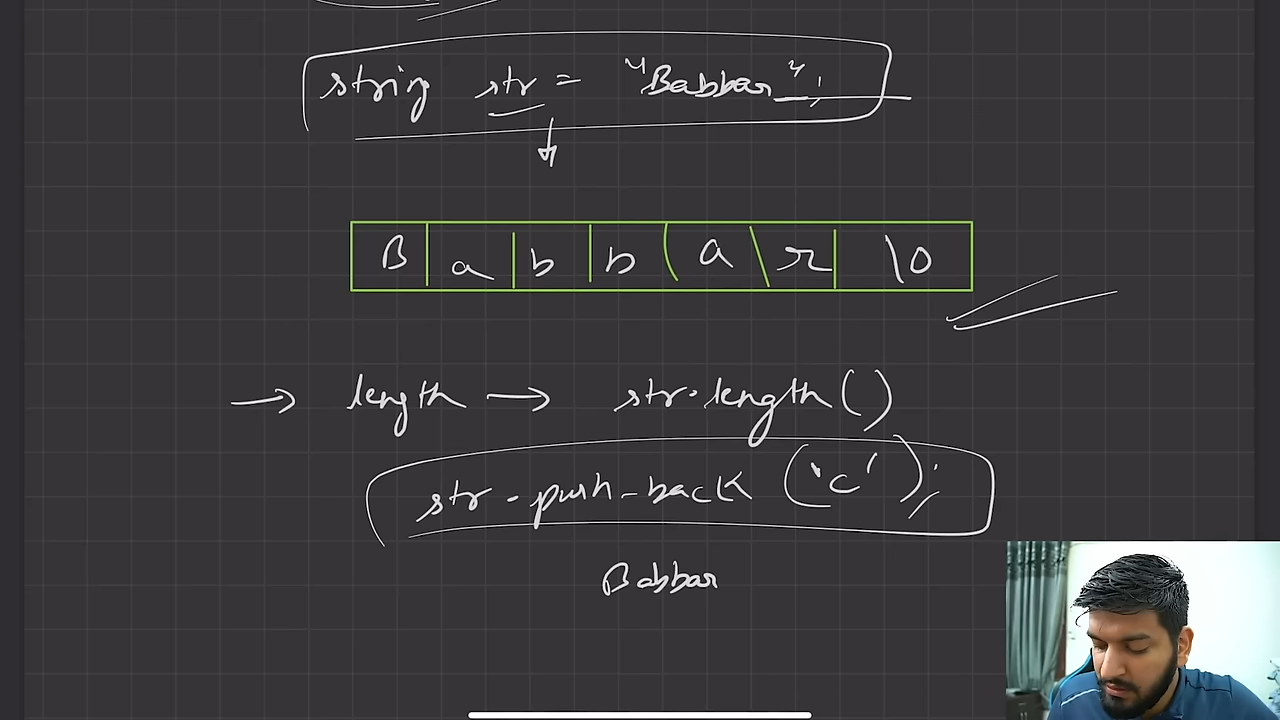 string str = "Babbar";
B a b b a r \0
→ length → str.length()
str.push_back('c');
Babbar